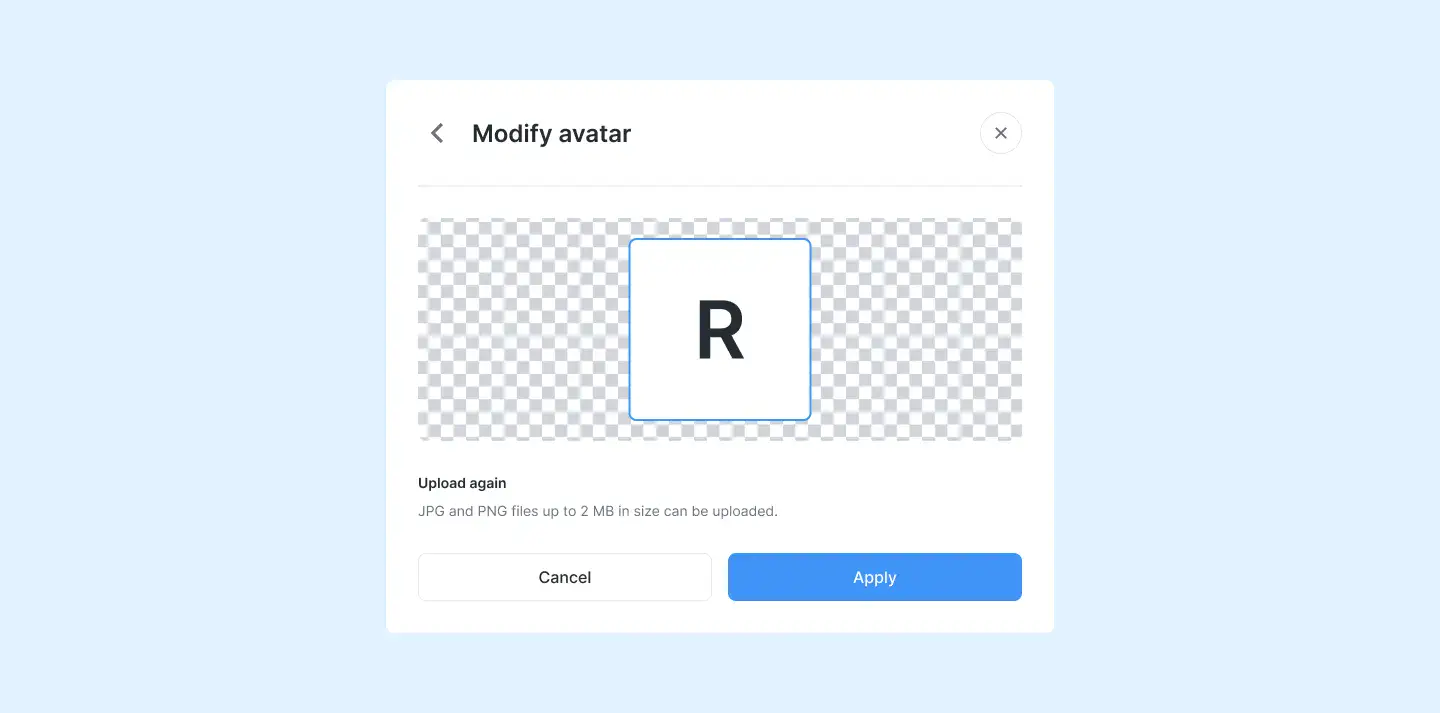 Modify avatar
R
Upload again
JPG and PNG files up to 2 MB in size can be uploaded.
Cancel
Apply